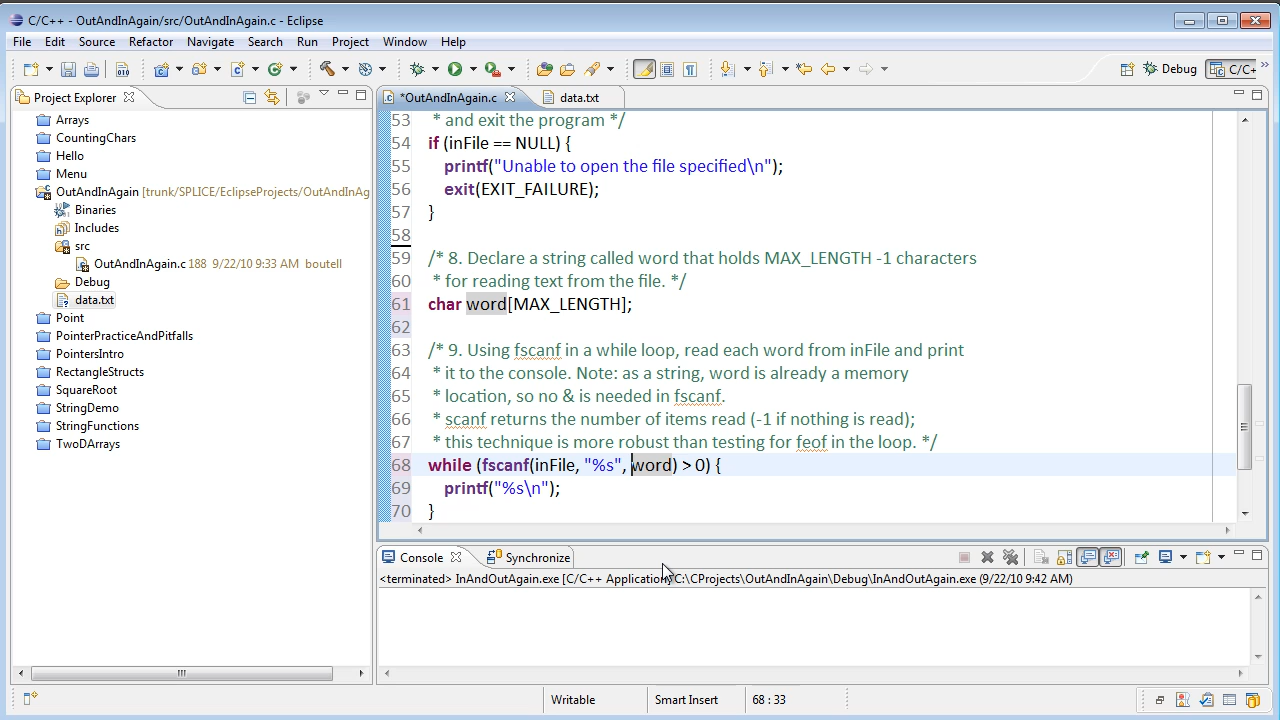 C/C++ - OutAndInAgain/src/OutAndInAgain.c - Eclipse
File Edit Source Refactor Navigate Search Run Project Window Help
Debug C/C+
Project Explorer
Arrays
CountingChars
Hello
Menu
OutAndInAgain [trunk/SPLICE/EclipseProjects/OutAndInAg
Binaries
Includes
src
OutAndInAgain.c 188 9/22/10 9:33 AM boutell
Debug
data.txt
Point
PointerPracticeAndPitfalls
PointersIntro
RectangleStructs
SquareRoot
StringDemo
StringFunctions
TwoDArrays
*OutAndInAgain.c data.txt
53 * and exit the program */
54 if (inFile == NULL) {
55 printf("Unable to open the file specified\n");
56 exit(EXIT_FAILURE);
57 }
58
59 /* 8. Declare a string called word that holds MAX_LENGTH -1 characters
60 * for reading text from the file. */
61 char word[MAX_LENGTH];
62
63 /* 9. Using fscanf in a while loop, read each word from inFile and print
64 * it to the console. Note: as a string, word is already a memory
65 * location, so no & is needed in fscanf.
66 * scanf returns the number of items read (-1 if nothing is read);
67 * this technique is more robust than testing for feof in the loop. */
68 while (fscanf(inFile, "%s", word) > 0) {
69 printf("%s\n");
70 }
Console Synchronize
<terminated> InAndOutAgain.exe [C/C++ Application] C:\CProjects\OutAndInAgain\Debug\InAndOutAgain.exe (9/22/10 9:42 AM)
Writable Smart Insert 68 : 33